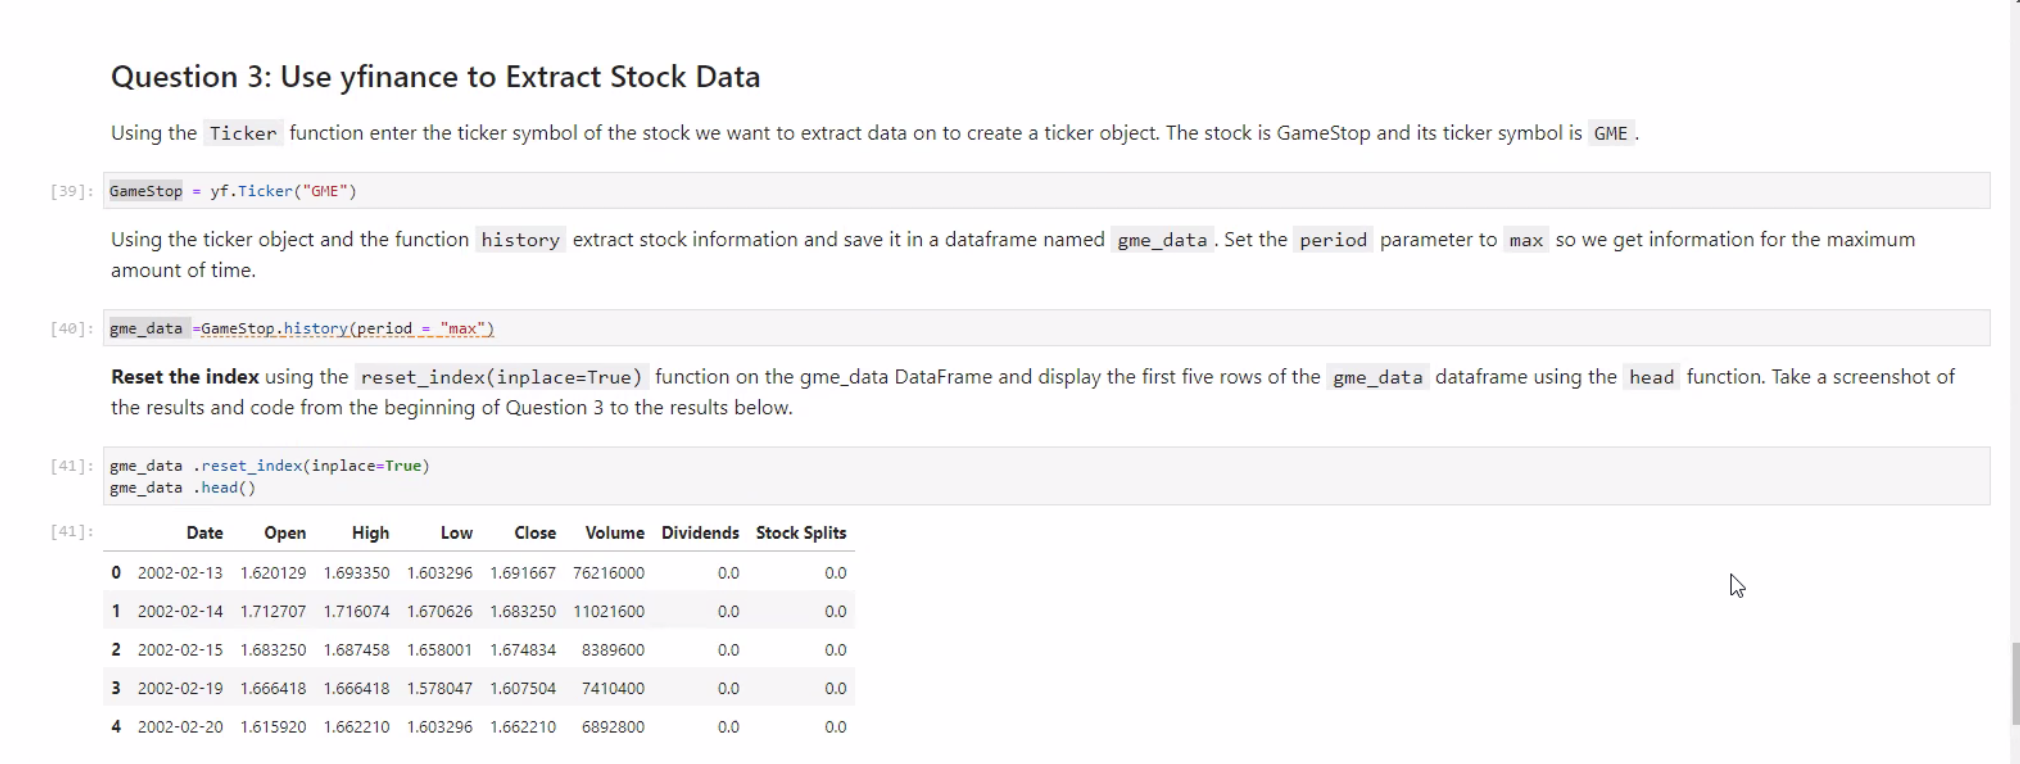 Question 3: Use yfinance to Extract Stock Data
Using the Ticker function enter the ticker symbol of the stock we want to extract data on to create a ticker object. The stock is GameStop and its ticker symbol is GME .
[39]: GameStop = yf.Ticker("GME")
Using the ticker object and the function history extract stock information and save it in a dataframe named gme_data . Set the period parameter to max so we get information for the maximum
amount of time.
[40]: gme_data =GameStop.history(period = "max")
Reset the index using the reset_index(inplace=True) function on the gme_data DataFrame and display the first five rows of the gme_data dataframe using the head function. Take a screenshot of
the results and code from the beginning of Question 3 to the results below.
[41]: gme_data .reset_index(inplace=True)
gme_data .head()
[41]: Date Open High Low Close Volume Dividends Stock Splits
0 2002-02-13 1.620129 1.693350 1.603296 1.691667 76216000 0.0 0.0
1 2002-02-14 1.712707 1.716074 1.670626 1.683250 11021600 0.0 0.0
2 2002-02-15 1.683250 1.687458 1.658001 1.674834 8389600 0.0 0.0
3 2002-02-19 1.666418 1.666418 1.578047 1.607504 7410400 0.0 0.0
4 2002-02-20 1.615920 1.662210 1.603296 1.662210 6892800 0.0 0.0